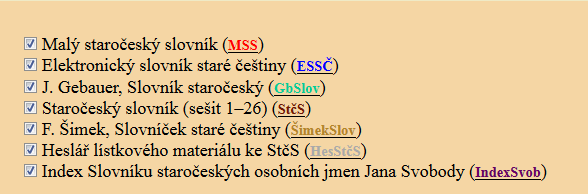 Malý staročeský slovník (MSS)
Elektronický slovník staré češtiny (ESSČ)
J. Gebauer, Slovník staročeský (GbSlov)
Staročeský slovník (sešit 1–26) (StčS)
F. Šimek, Slovníček staré češtiny (ŠimekSlov)
Heslář lístkového materiálu ke StčS (HesStčS)
Index Slovníku staročeských osobních jmen Jana Svobody (IndexSvob)